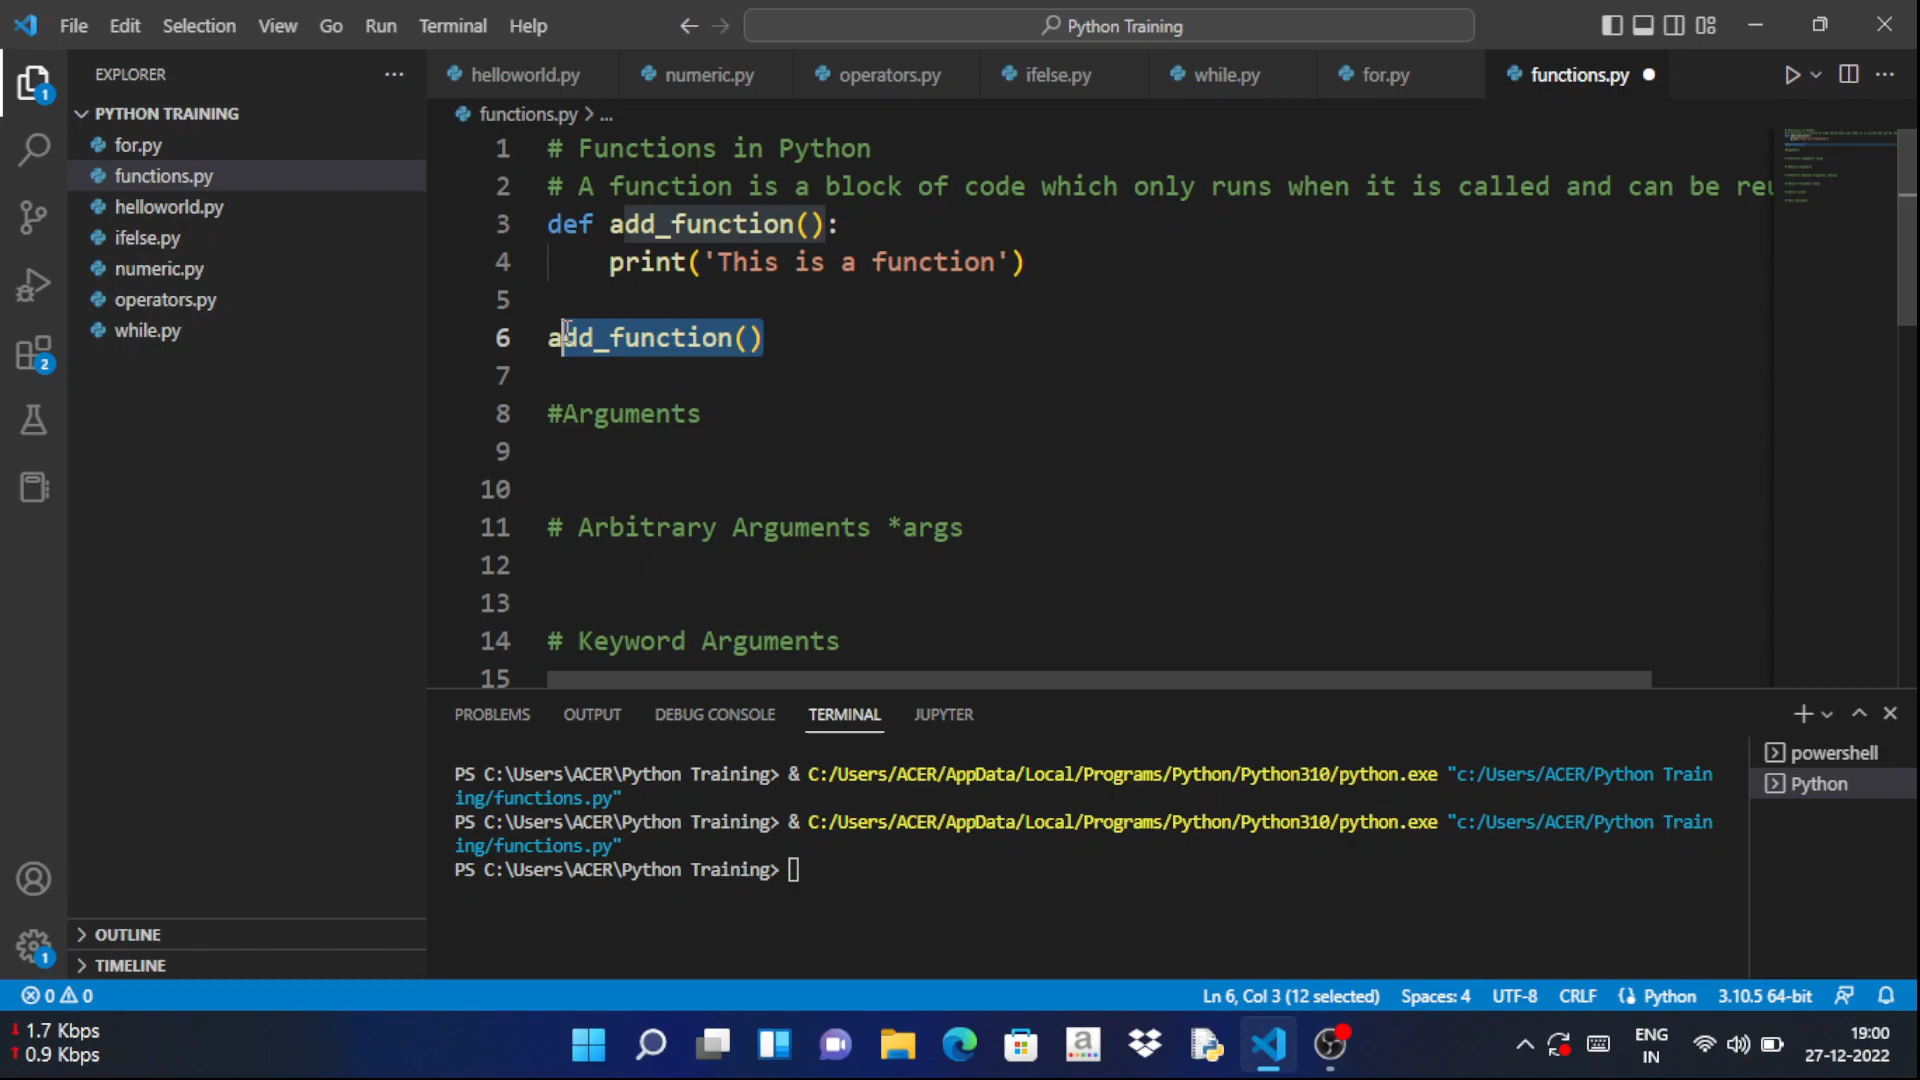 File Edit Selection View Go Run Terminal Help
Python Training
EXPLORER
helloworld.py numeric.py operators.py ifelse.py while.py for.py functions.py
PYTHON TRAINING
for.py
functions.py
helloworld.py
ifelse.py
numeric.py
operators.py
while.py
OUTLINE
TIMELINE
functions.py > ...
1 # Functions in Python
2 # A function is a block of code which only runs when it is called and can be reu
3 def add_function():
4 print('This is a function')
5
6 add_function()
7
8 #Arguments
9
10
11 # Arbitrary Arguments *args
12
13
14 # Keyword Arguments
15
PROBLEMS OUTPUT DEBUG CONSOLE TERMINAL JUPYTER
PS C:\Users\ACER\Python Training> & C:/Users/ACER/AppData/Local/Programs/Python/Python310/python.exe "c:/Users/ACER/Python Train
ing/functions.py"
PS C:\Users\ACER\Python Training> & C:/Users/ACER/AppData/Local/Programs/Python/Python310/python.exe "c:/Users/ACER/Python Train
ing/functions.py"
PS C:\Users\ACER\Python Training>
powershell
Python
1
2
1
0 0
Ln 6, Col 3 (12 selected) Spaces: 4 UTF-8 CRLF Python 3.10.5 64-bit
1.7 Kbps
0.9 Kbps
a
ENG
IN
19:00
27-12-2022